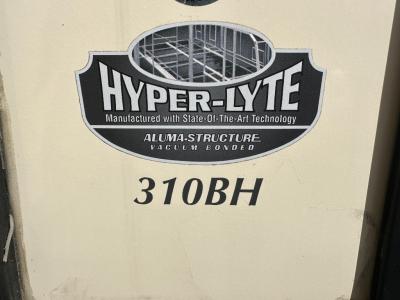 HYPER-LYTE
Manufactured with State-Of-The-Art Technology
ALUMA-STRUCTURE
VACUUM BONDED
310BH